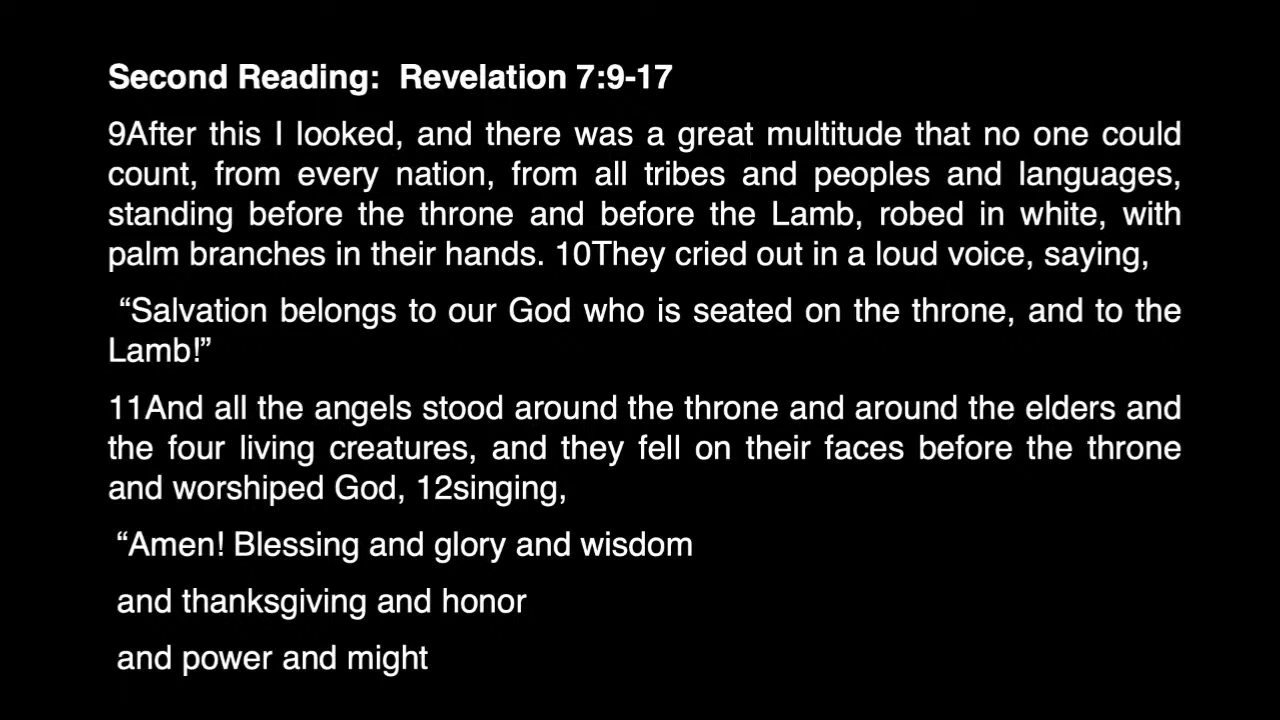 Second Reading:  Revelation 7:9-17
9After this I looked, and there was a great multitude that no one could
count, from every nation, from all tribes and peoples and languages,
standing before the throne and before the Lamb, robed in white, with
palm branches in their hands. 10They cried out in a loud voice, saying,
“Salvation belongs to our God who is seated on the throne, and to the
Lamb!”
11And all the angels stood around the throne and around the elders and
the four living creatures, and they fell on their faces before the throne
and worshiped God, 12singing,
“Amen! Blessing and glory and wisdom
and thanksgiving and honor
and power and might